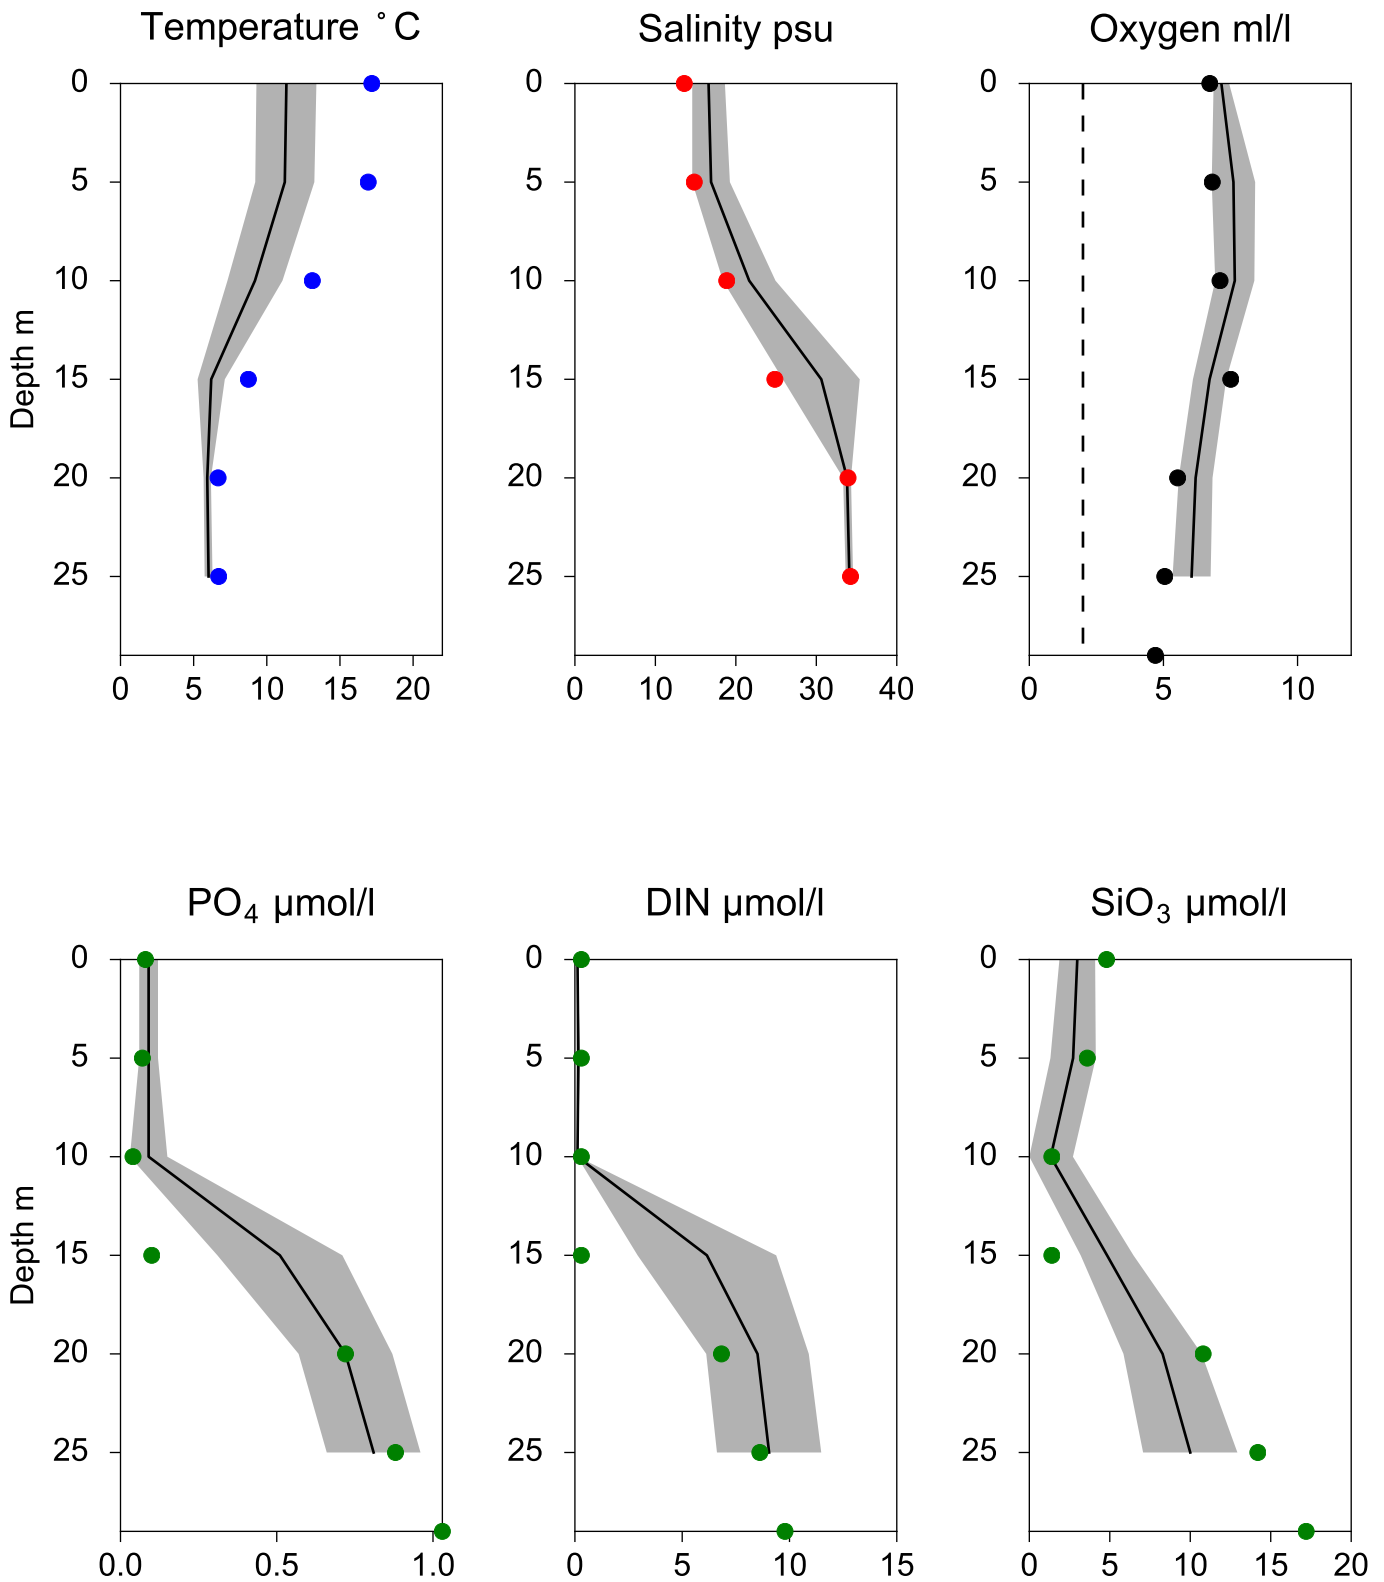 Temperature ˚C
Salinity psu
Oxygen ml/l
0
5
10
15
20
25
Depth m
0 5 10 15 20
0
5
10
15
20
25
0 10 20 30 40
0
5
10
15
20
25
0 5 10
PO₄ µmol/l
DIN µmol/l
SiO₃ µmol/l
0
5
10
15
20
25
Depth m
0.0 0.5 1.0
0
5
10
15
20
25
0 5 10 15
0
5
10
15
20
25
0 5 10 15 20